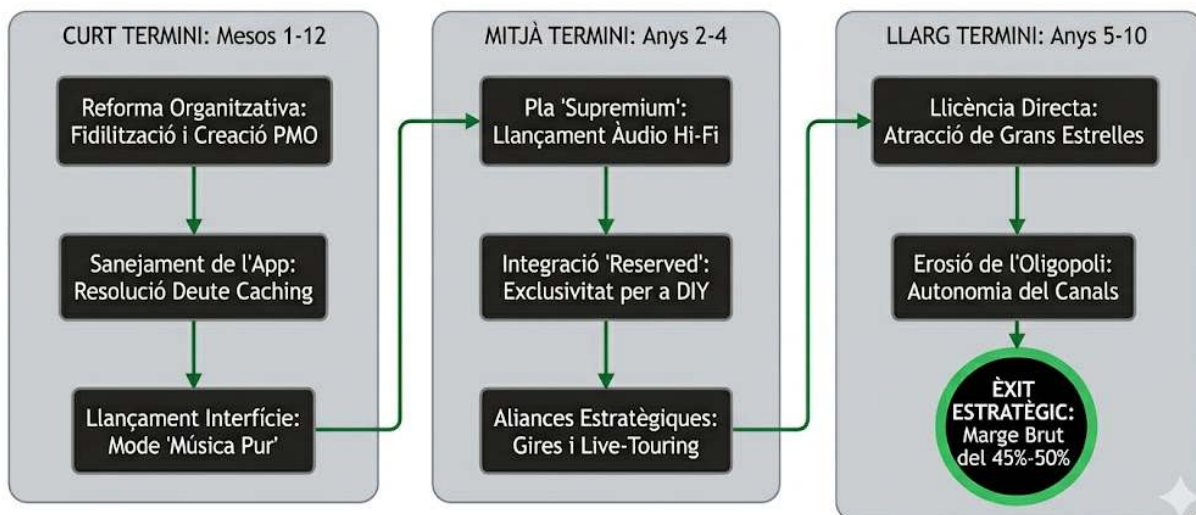 CURT TERMINI: Mesos 1-12
Reforma Organitzativa:
Fidilització i Creació PMO
Sanejament de l'App:
Resolució Deute Caching
Llançament Interfície:
Mode 'Música Pur'
MITJÀ TERMINI: Anys 2-4
Pla 'Supremium':
Llançament Àudio Hi-Fi
Integració 'Reserved':
Exclusivitat per a DIY
Aliances Estratègiques:
Gires i Live-Touring
LLARG TERMINI: Anys 5-10
Llicència Directa:
Atracció de Grans Estrelles
Erosió de l'Oligopoli:
Autonomia del Canals
ÈXIT
ESTRATÈGIC:
Marge Brut
del 45%-50%